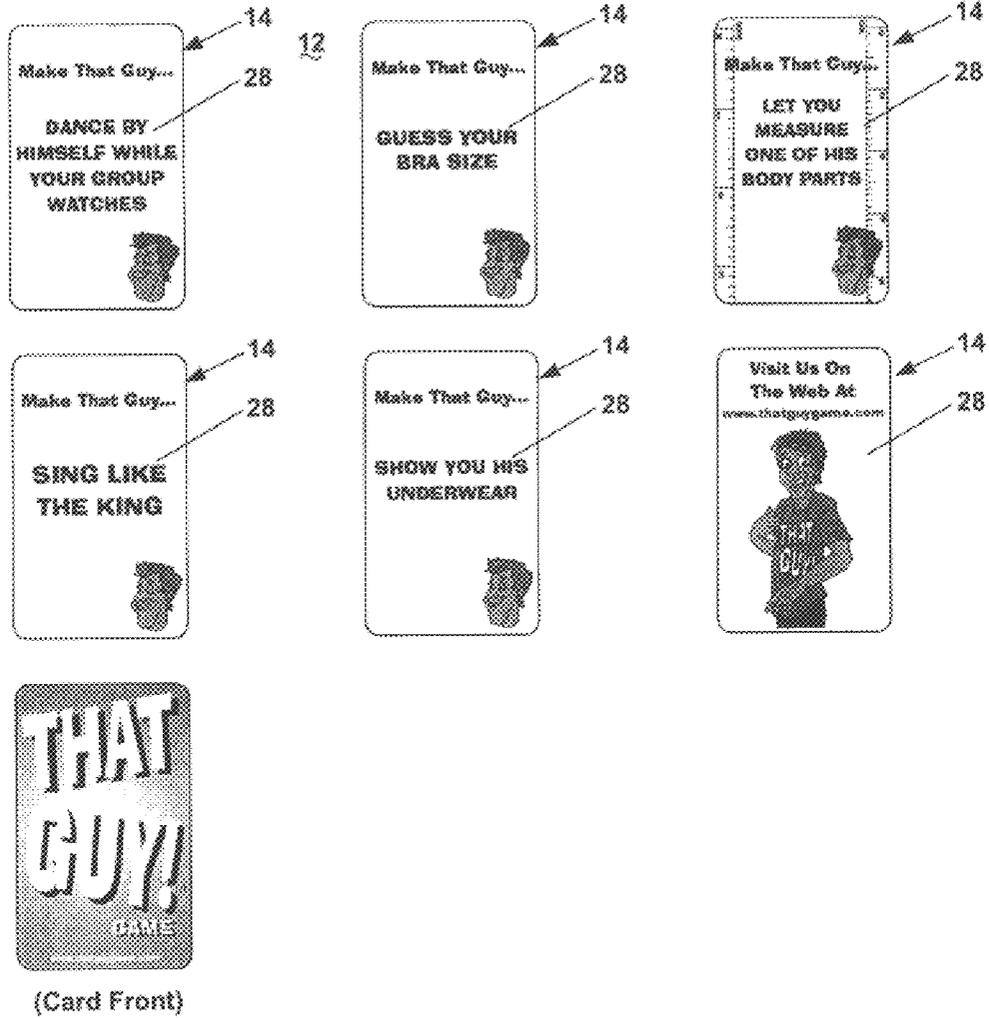 14
12
Make That Guy...
28
DANCE BY
HIMSELF WHILE
YOUR GROUP
WATCHES
14
Make That Guy...
28
GUESS YOUR
BRA SIZE
14
Make That Guy...
28
LET YOU
MEASURE
ONE OF HIS
BODY PARTS
14
Make That Guy...
28
SING LIKE
THE KING
14
Make That Guy...
28
SHOW YOU HIS
UNDERWEAR
14
Visit Us On
The Web At
www.thatguygame.com
28
THAT
GUY!
THAT
GUY!
GAME
(Card Front)